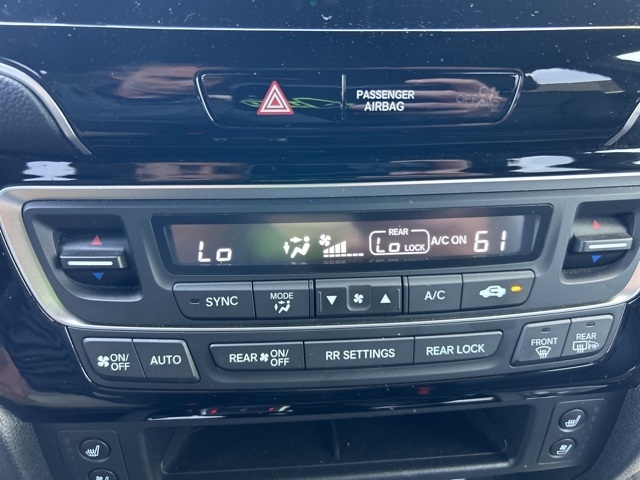 PASSENGER
AIRBAG
Lo REAR Lo LOCK A/C ON 61
SYNC MODE A/C
ON/OFF AUTO REAR ON/OFF RR SETTINGS REAR LOCK FRONT REAR